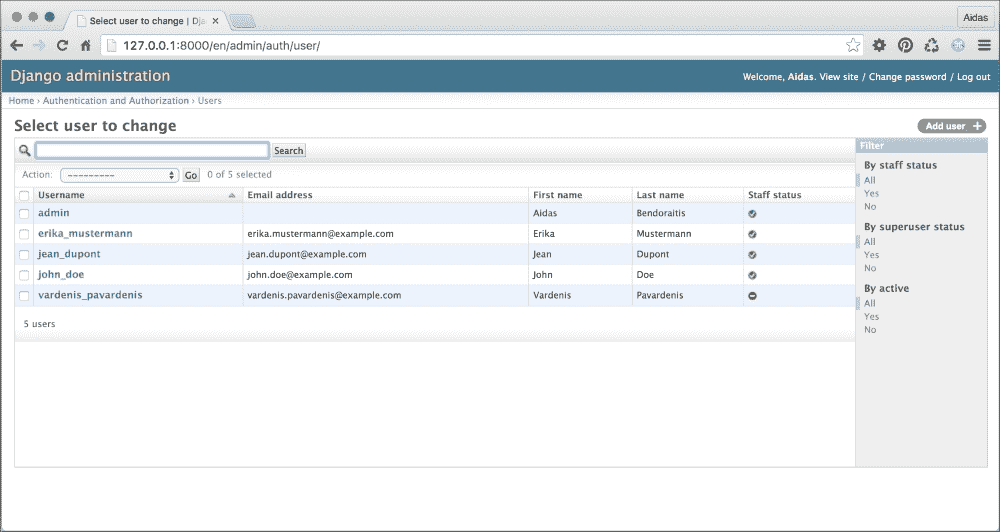 Select user to change | Dja
Aidas
127.0.0.1:8000/en/admin/auth/user/
Django administration
Welcome, Aidas. View site / Change password / Log out
Home › Authentication and Authorization › Users
Select user to change
Add user +
Search
Filter
Action: --------- Go 0 of 5 selected
By staff status
All
Yes
No
By superuser status
All
Yes
No
By active
All
Yes
No
Username Email address First name Last name Staff status
admin Aidas Bendoraitis
erika_mustermann erika.mustermann@example.com Erika Mustermann
jean_dupont jean.dupont@example.com Jean Dupont
john_doe john.doe@example.com John Doe
vardenis_pavardenis vardenis.pavardenis@example.com Vardenis Pavardenis
5 users